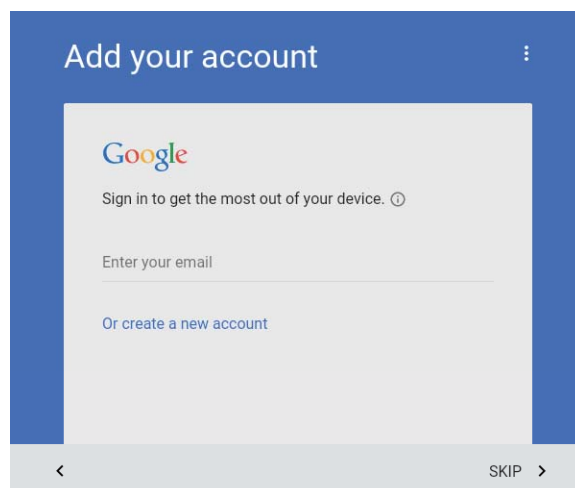 Add your account
Google
Sign in to get the most out of your device.
Enter your email
Or create a new account
SKIP